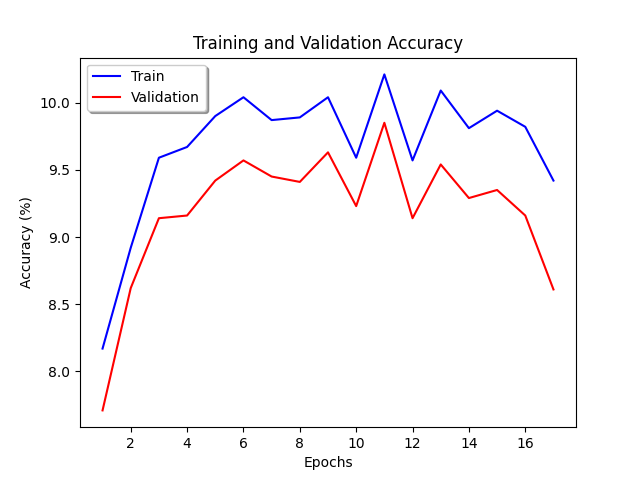 Training and Validation Accuracy
Train
Validation
Accuracy (%)
10.0
9.5
9.0
8.5
8.0
2 4 6 8 10 12 14 16
Epochs